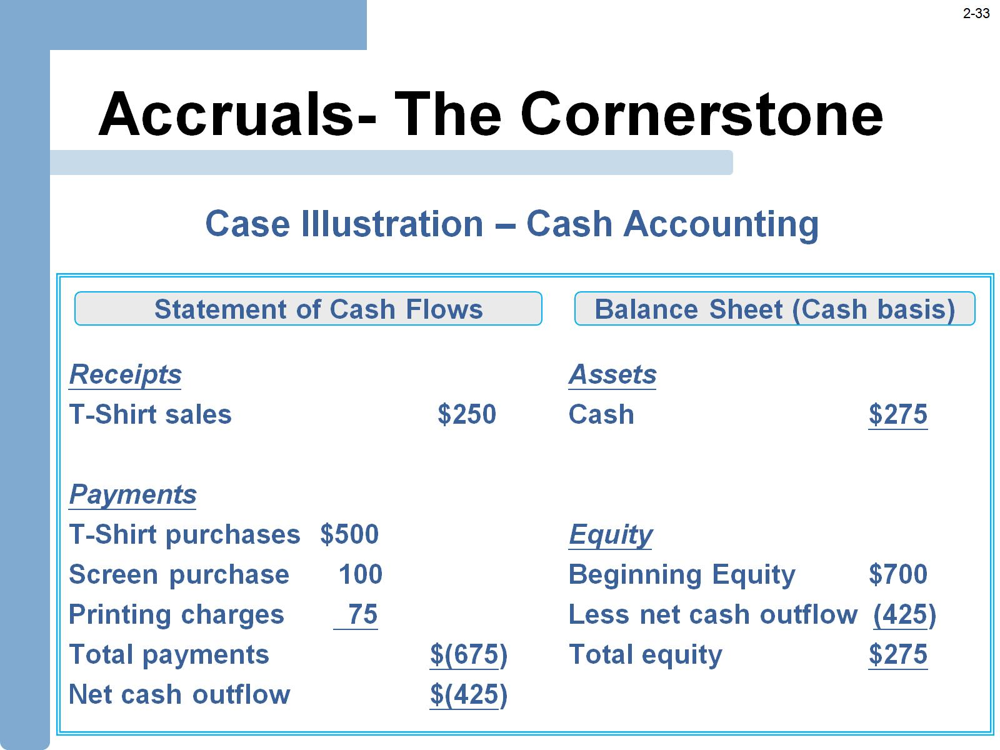 2-33
Accruals- The Cornerstone
Case Illustration – Cash Accounting
Statement of Cash Flows
Receipts
T-Shirt sales $250
Payments
T-Shirt purchases $500
Screen purchase 100
Printing charges 75
Total payments $(675)
Net cash outflow $(425)
Balance Sheet (Cash basis)
Assets
Cash $275
Equity
Beginning Equity $700
Less net cash outflow (425)
Total equity $275